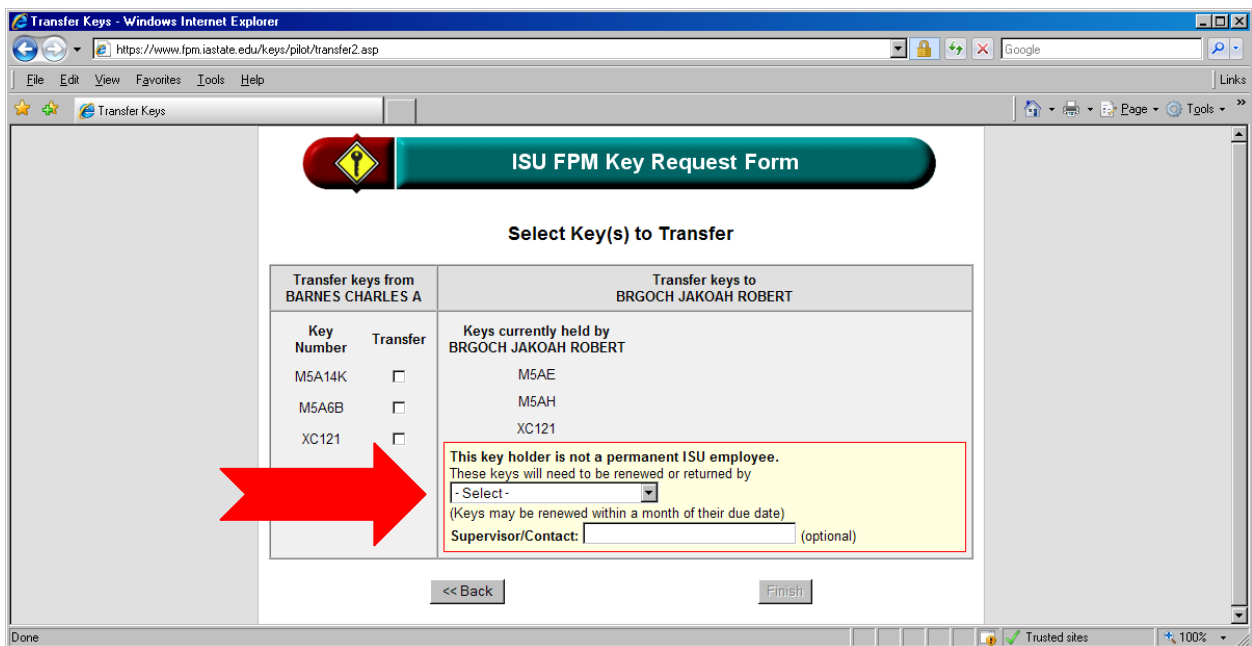 Transfer Keys - Windows Internet Explorer
https://www.fpm.iastate.edu/keys/pilot/transfer2.asp
Google
File Edit View Favorites Tools Help
Links
Transfer Keys
Page Tools
ISU FPM Key Request Form
Select Key(s) to Transfer
Transfer keys from
BARNES CHARLES A
Transfer keys to
BRGOCH JAKOAH ROBERT
Key
Number
Transfer
Keys currently held by
BRGOCH JAKOAH ROBERT
M5A14K
M5AE
M5A6B
M5AH
XC121
XC121
This key holder is not a permanent ISU employee.
These keys will need to be renewed or returned by
- Select -
(Keys may be renewed within a month of their due date)
Supervisor/Contact: (optional)
<< Back
Finish
Done
Trusted sites
100%